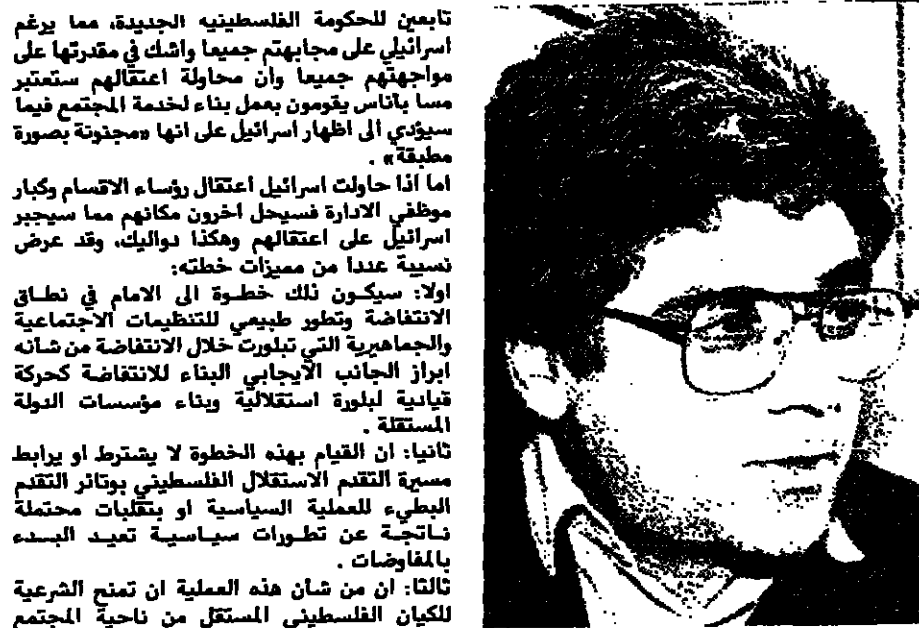 تابعين للحكومة الفلسطينيه الجديدة، مما يرغم
اسرائيل على مجابهتم جميعا واشك في مقدرتها على
مواجهتهم جميعا وان محاولة اعتقالهم ستعتبر
مسا باناس يقومون بعمل بناء لخدمة المجتمع فيما
سيؤدي الى اظهار اسرائيل على انها «مجنونة بصورة
مطبقة» .
اما اذا حاولت اسرائيل اعتقال رؤساء الاقسام وكبار
موظفي الادارة فسيحل آخرون مكانهم مما سيجبر
اسرائيل على اعتقالهم وهكذا دواليك، وقد عرض
نسيبة عددا من مميزات خطته:
اولا: سيكون ذلك خطوة الى الامام في نطاق
الانتفاضة وتطور طبيعي للتنظيمات الاجتماعية
والجماهيرية التي تبلورت خلال الانتفاضة من شأنه
ابراز الجانب الايجابي البناء للانتفاضة كحركة
قيادية لبلورة استقلالية وبناء مؤسسات الدولة
المستقلة .
ثانيا: ان القيام بهذه الخطوة لا يشترط او يرابط
مسيرة التقدم الاستقلال الفلسطيني بوتائر التقدم
البطيء للعملية السياسية او بتقلبات محتملة
ناتجة عن تطورات سياسية تعيد البدء
بالمفاوضات .
ثالثا: ان من شأن هذه العملية ان تمنح الشرعية
للكيان الفلسطيني المستقل من ناحية المجتمع